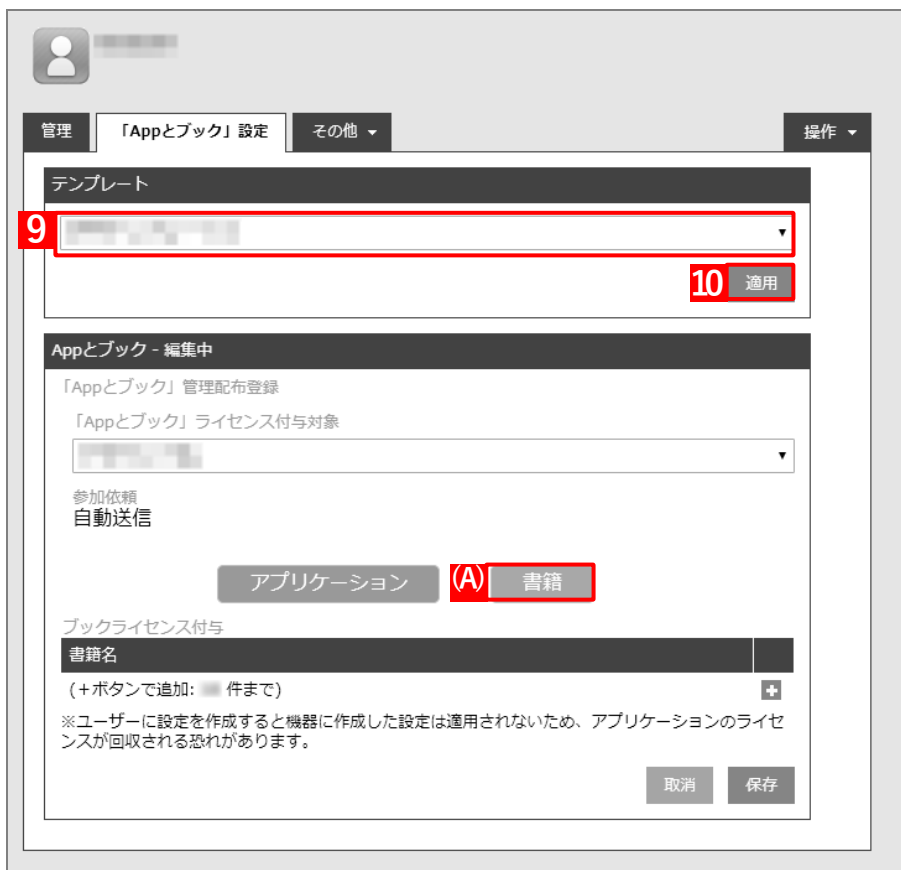 管理 「Appとブック」設定 その他 ▼ 操作 ▼
テンプレート
9
10 適用
Appとブック - 編集中
「Appとブック」管理配布登録
「Appとブック」ライセンス付与対象
参加依頼
自動送信
アプリケーション (A) 書籍
ブックライセンス付与
書籍名
(+ボタンで追加: 件まで)
※ユーザーに設定を作成すると機器に作成した設定は適用されないため、アプリケーションのライセ
ンスが回収される恐れがあります。
取消 保存